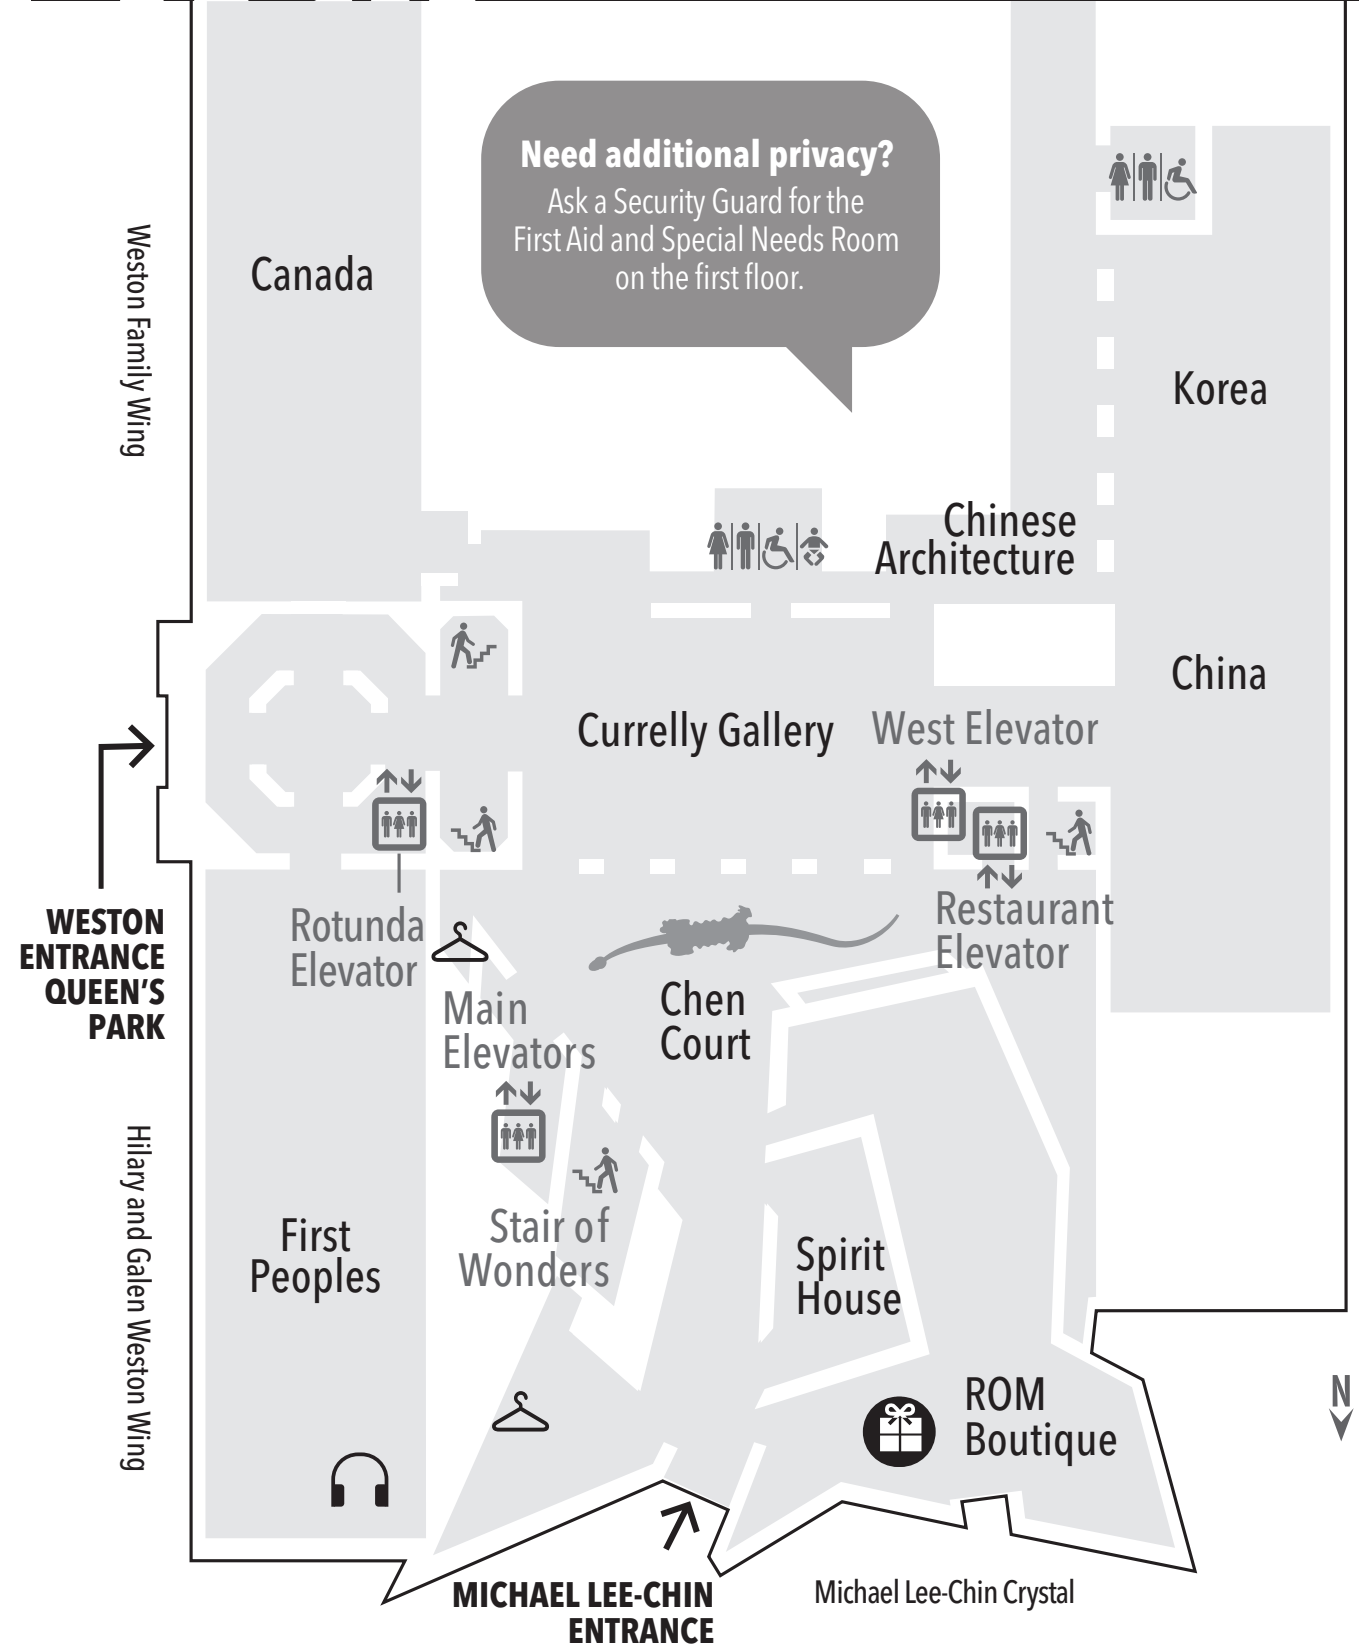 Need additional privacy?
Ask a Security Guard for the
First Aid and Special Needs Room
on the first floor.
Weston Family Wing
Canada
Korea
Chinese
Architecture
China
Currelly Gallery
West Elevator
WESTON
ENTRANCE
QUEEN'S
PARK
Rotunda
Elevator
Restaurant
Elevator
Main
Elevators
Chen
Court
Hilary and Galen Weston Wing
First
Peoples
Stair of
Wonders
Spirit
House
ROM
Boutique
N
MICHAEL LEE-CHIN
ENTRANCE
Michael Lee-Chin Crystal